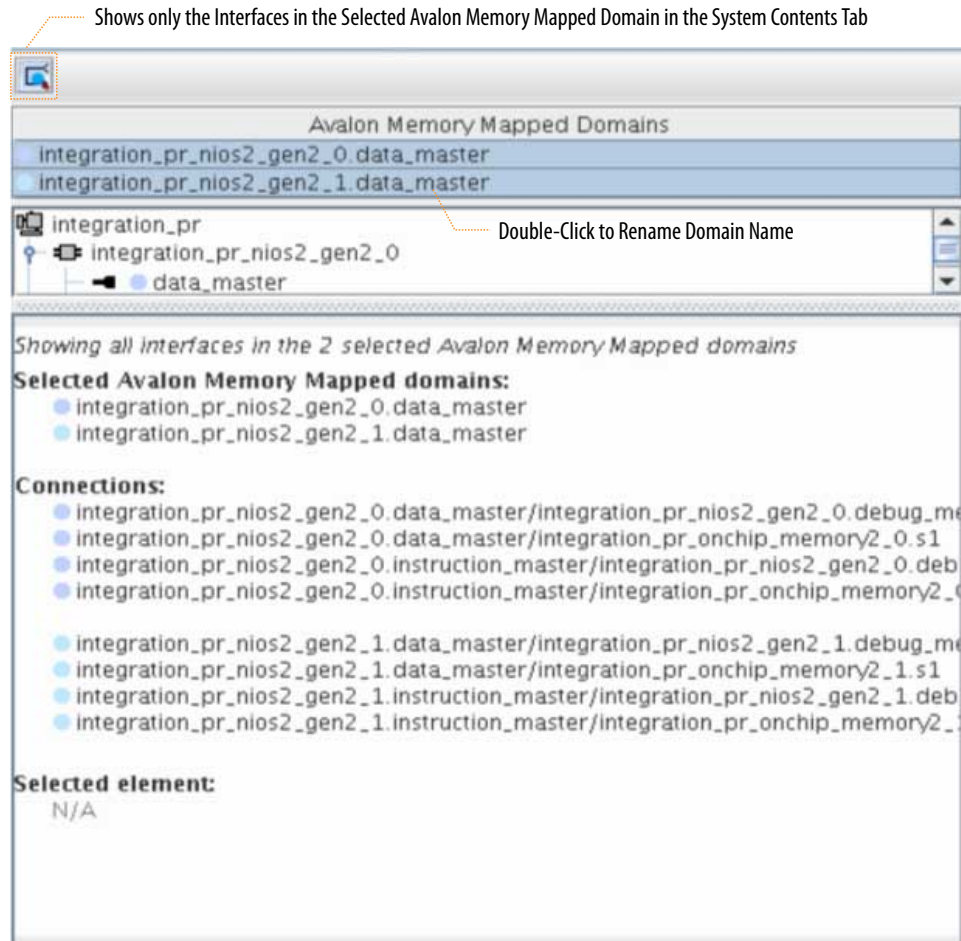 Shows only the Interfaces in the Selected Avalon Memory Mapped Domain in the System Contents Tab
Avalon Memory Mapped Domains
integration_pr_nios2_gen2_0.data_master
integration_pr_nios2_gen2_1.data_master
Double-Click to Rename Domain Name
integration_pr
integration_pr_nios2_gen2_0
data_master
Showing all interfaces in the 2 selected Avalon Memory Mapped domains
Selected Avalon Memory Mapped domains:
integration_pr_nios2_gen2_0.data_master
integration_pr_nios2_gen2_1.data_master
Connections:
integration_pr_nios2_gen2_0.data_master/integration_pr_nios2_gen2_0.debug_me
integration_pr_nios2_gen2_0.data_master/integration_pr_onchip_memory2_0.s1
integration_pr_nios2_gen2_0.instruction_master/integration_pr_nios2_gen2_0.deb
integration_pr_nios2_gen2_0.instruction_master/integration_pr_onchip_memory2_0
integration_pr_nios2_gen2_1.data_master/integration_pr_nios2_gen2_1.debug_me
integration_pr_nios2_gen2_1.data_master/integration_pr_onchip_memory2_1.s1
integration_pr_nios2_gen2_1.instruction_master/integration_pr_nios2_gen2_1.deb
integration_pr_nios2_gen2_1.instruction_master/integration_pr_onchip_memory2_1
Selected element:
N/A